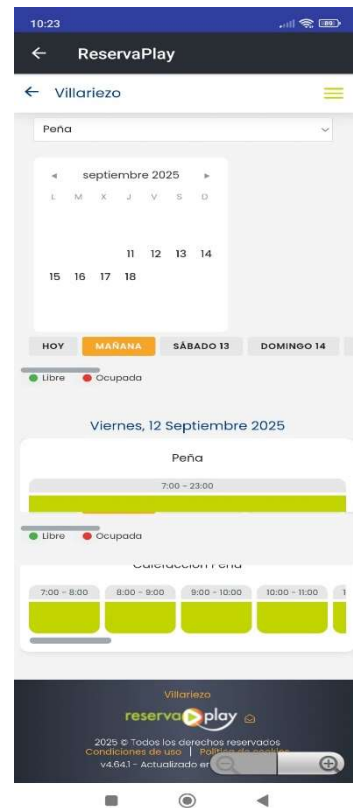 10:23
89
ReservaPlay
Villariezo
Peña
septiembre 2025
L M X J V S D
11 12 13 14
15 16 17 18
HOY MAÑANA SÁBADO 13 DOMINGO 14
Libre Ocupada
Viernes, 12 Septiembre 2025
Peña
7:00 - 23:00
Libre Ocupada
Calefacción Peña
7:00 - 8:00 8:00 - 9:00 9:00 - 10:00 10:00 - 11:00 1
Villariezo
reserva play
2025 © Todos los derechos reservados
Condiciones de uso | Política de cookies
v4.64.1 - Actualizado en